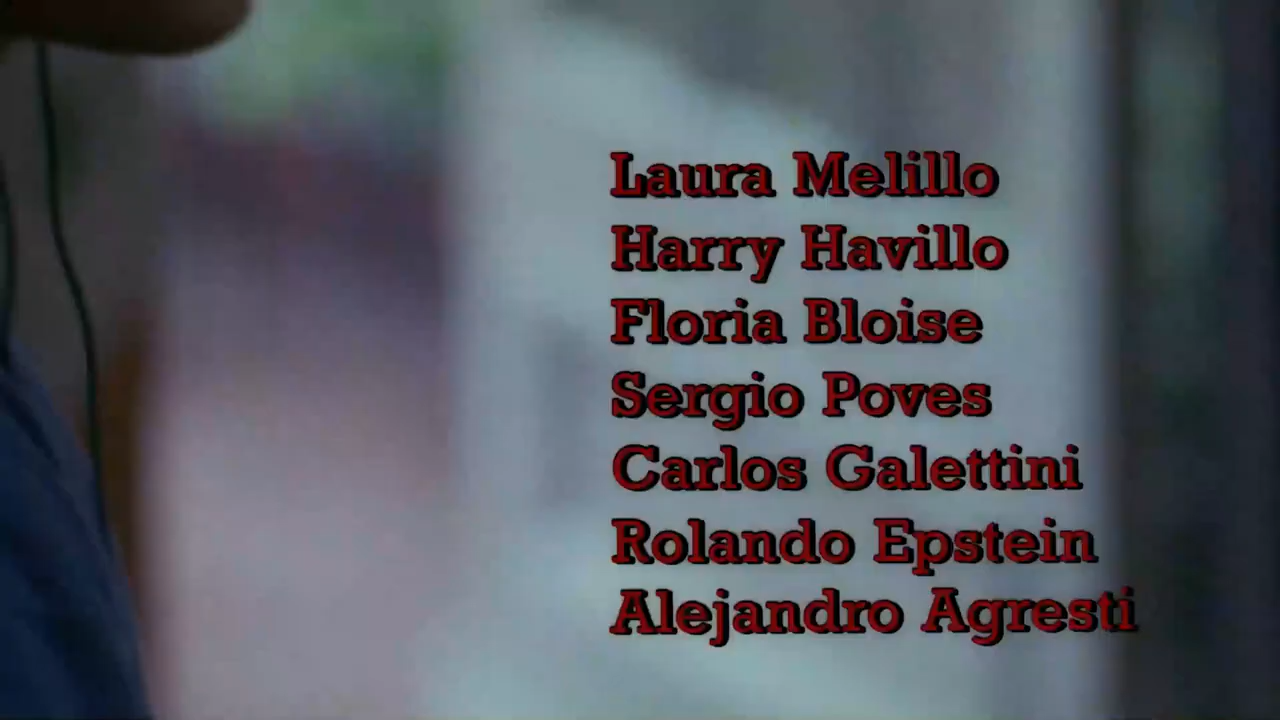 Laura Melillo
Harry Havillo
Floria Bloise
Sergio Poves
Carlos Galettini
Rolando Epstein
Alejandro Agresti